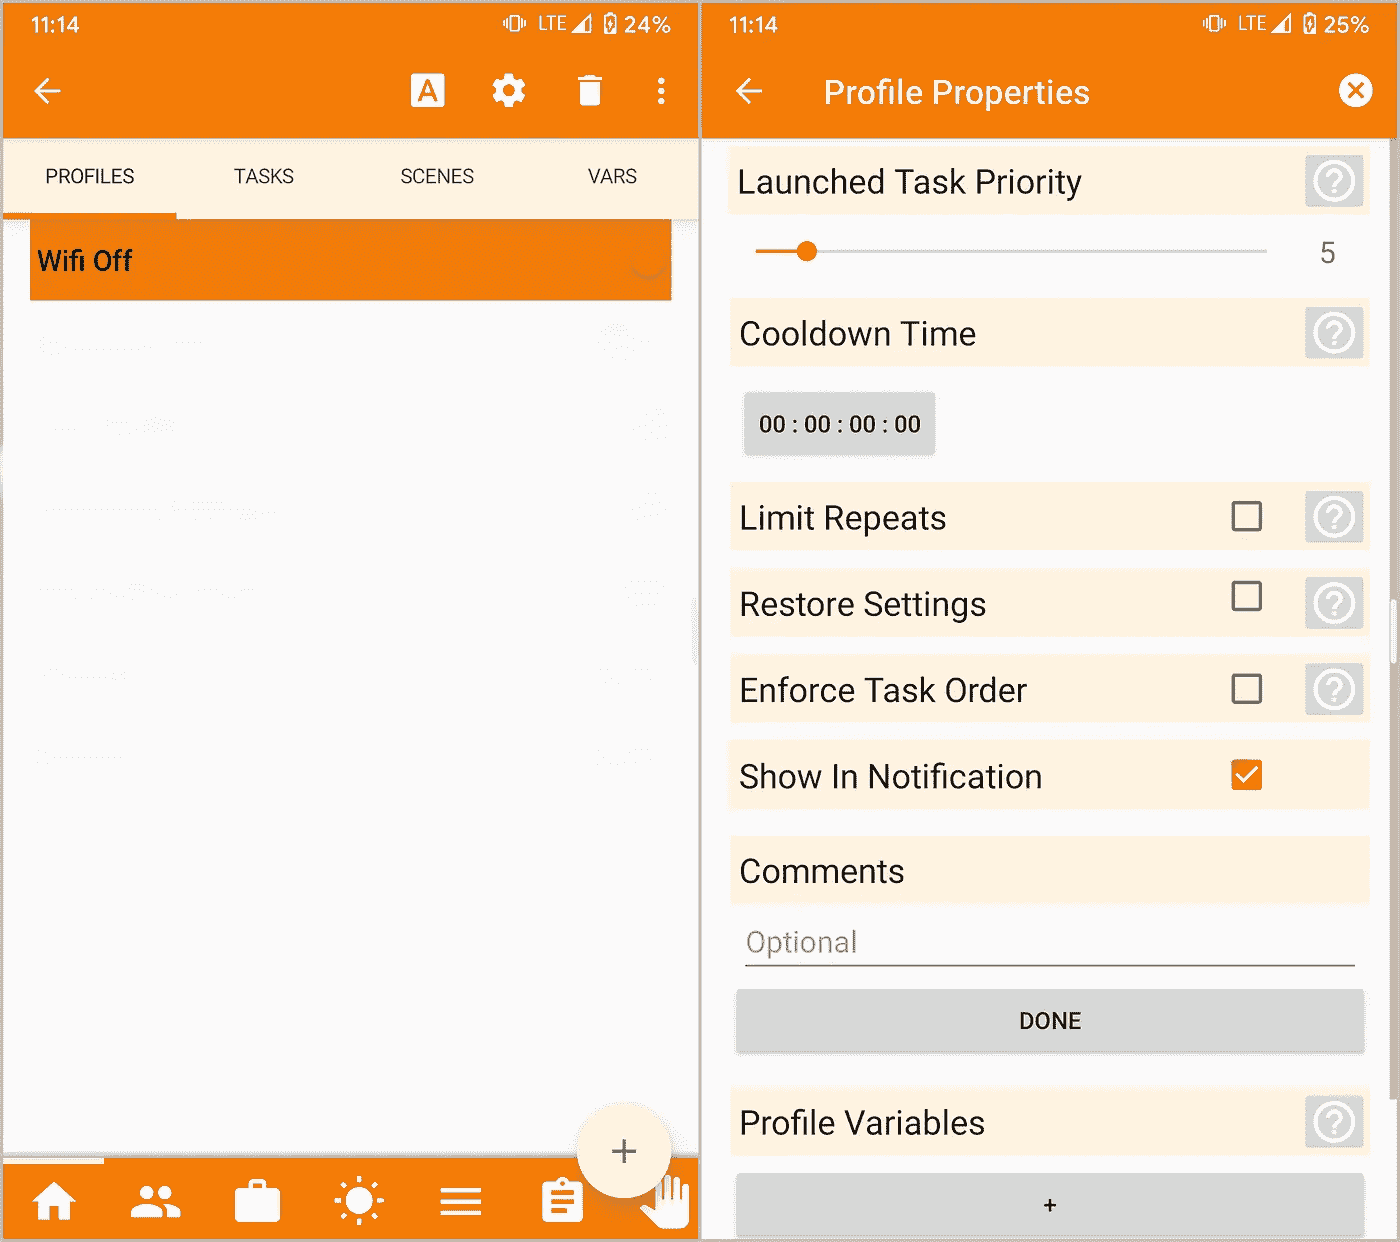 11:14
LTE
24%
A
PROFILES
TASKS
SCENES
VARS
Wifi Off
+
11:14
LTE
25%
Profile Properties
Launched Task Priority
?
5
Cooldown Time
?
00 : 00 : 00 : 00
Limit Repeats
?
Restore Settings
?
Enforce Task Order
?
Show In Notification
Comments
Optional
DONE
Profile Variables
?
+